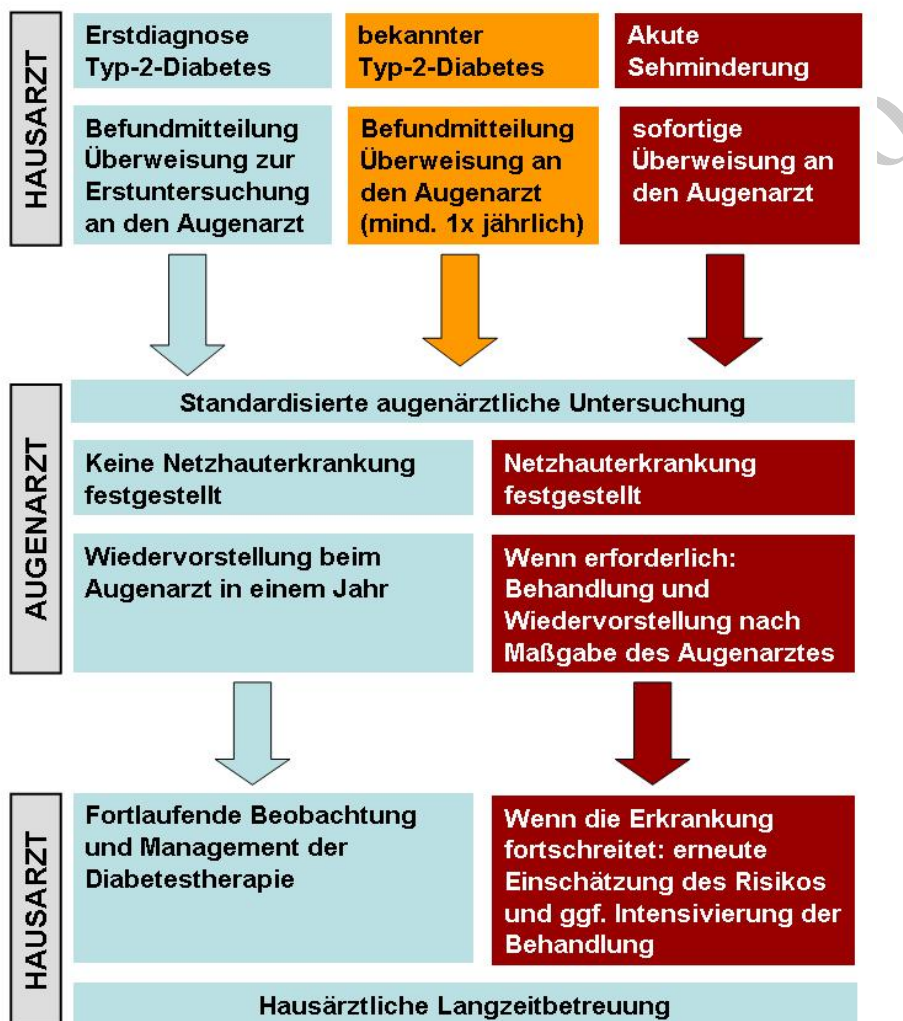 HAUSARZT
Erstdiagnose
Typ-2-Diabetes
bekannter
Typ-2-Diabetes
Akute
Sehminderung
Befundmitteilung
Überweisung zur
Erstuntersuchung
an den Augenarzt
Befundmitteilung
Überweisung an
den Augenarzt
(mind. 1x jährlich)
sofortige
Überweisung an
den Augenarzt
AUGENARZT
Standardisierte augenärztliche Untersuchung
Keine Netzhauterkrankung
festgestellt
Netzhauterkrankung
festgestellt
Wiedervorstellung beim
Augenarzt in einem Jahr
Wenn erforderlich:
Behandlung und
Wiedervorstellung nach
Maßgabe des Augenarztes
HAUSARZT
Fortlaufende Beobachtung
und Management der
Diabetestherapie
Wenn die Erkrankung
fortschreitet: erneute
Einschätzung des Risikos
und ggf. Intensivierung der
Behandlung
Hausärztliche Langzeitbetreuung